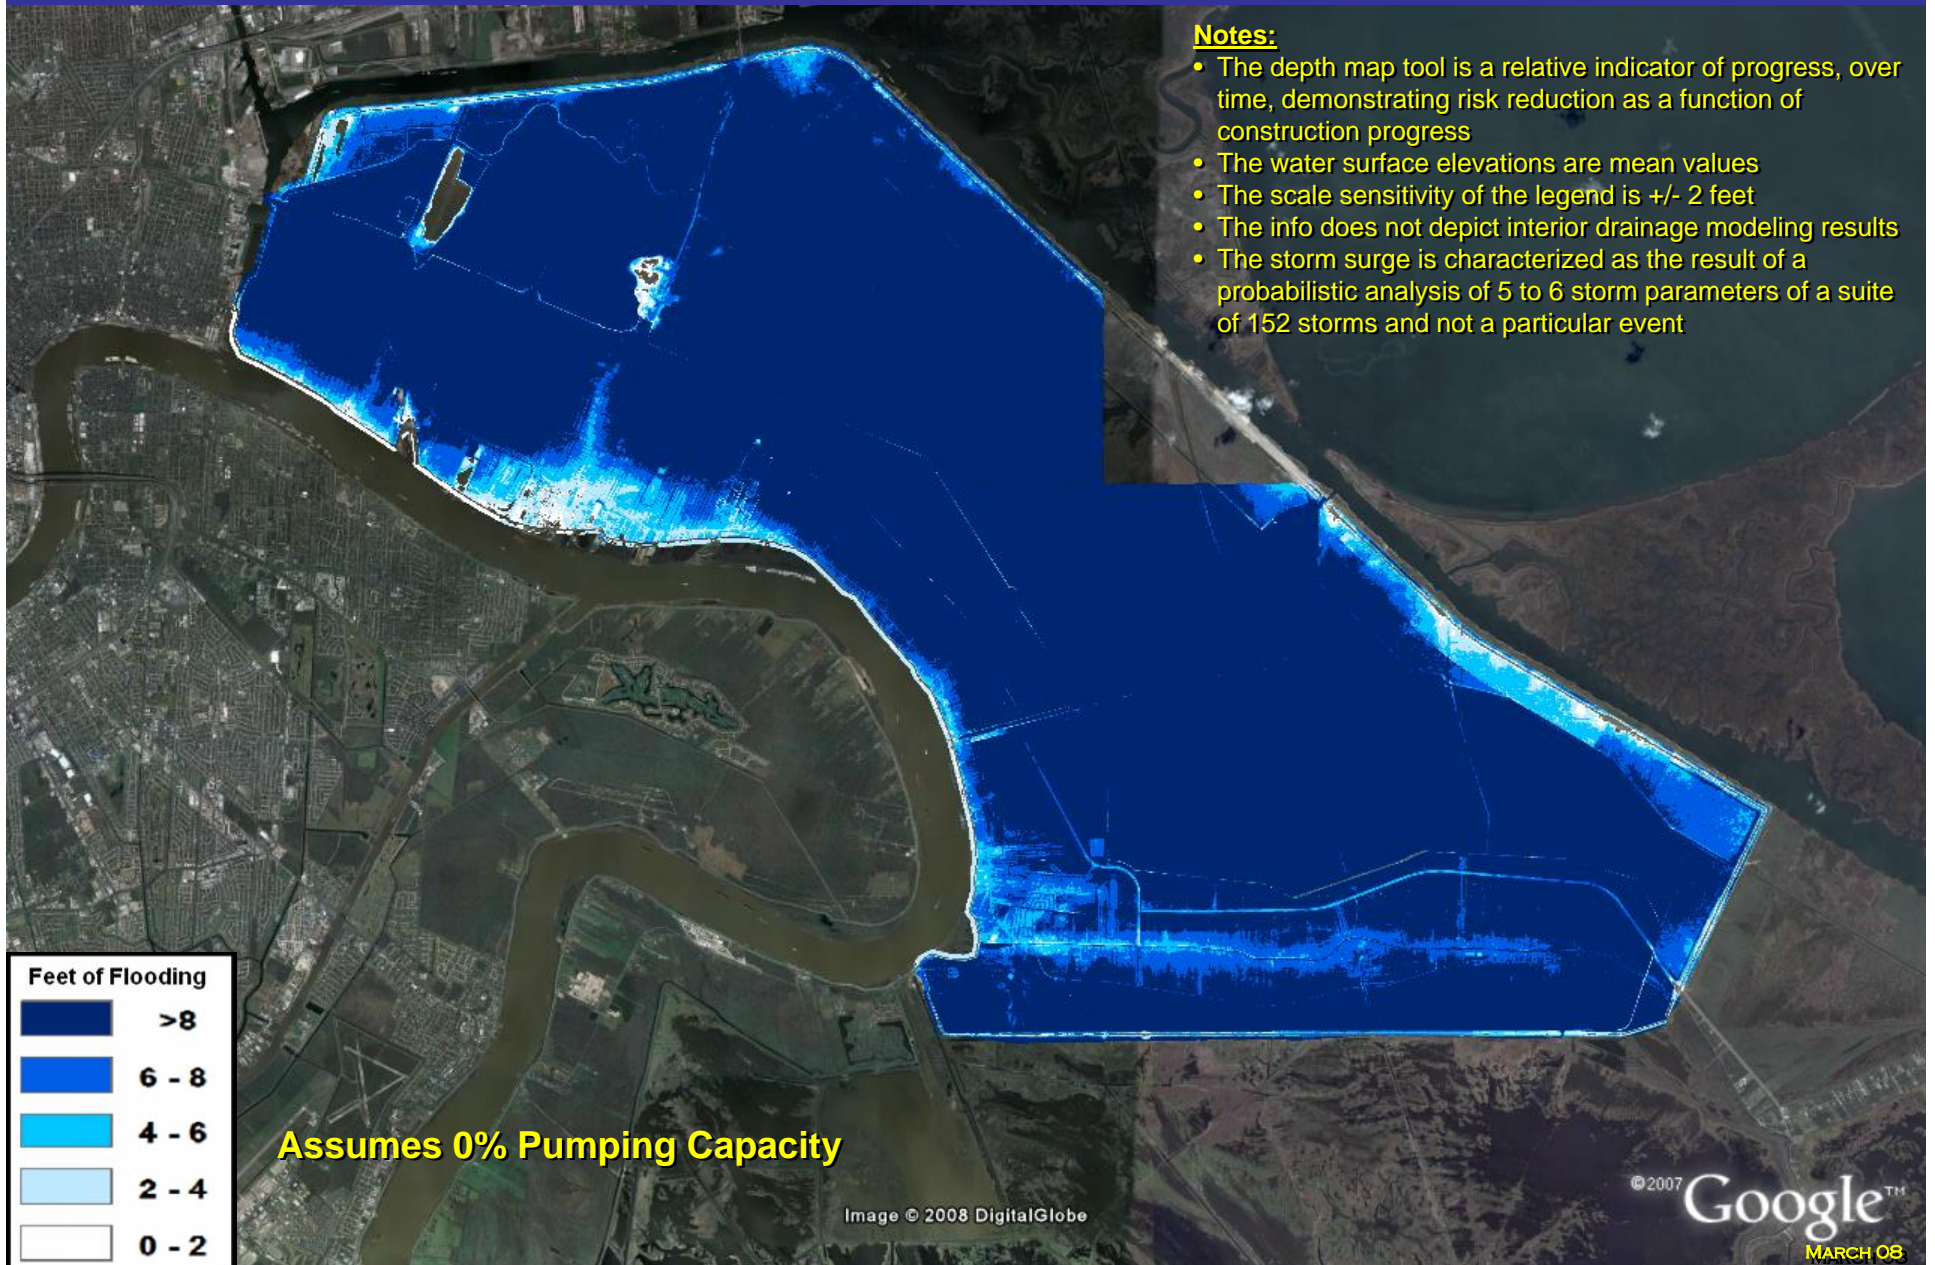 Notes:
• The depth map tool is a relative indicator of progress, over
time, demonstrating risk reduction as a function of
construction progress
• The water surface elevations are mean values
• The scale sensitivity of the legend is +/- 2 feet
• The info does not depict interior drainage modeling results
• The storm surge is characterized as the result of a
probabilistic analysis of 5 to 6 storm parameters of a suite
of 152 storms and not a particular event
Feet of Flooding
>8
6 - 8
4 - 6
2 - 4
0 - 2
Assumes 0% Pumping Capacity
Image © 2008 DigitalGlobe
©2007 Google™
MARCH 08